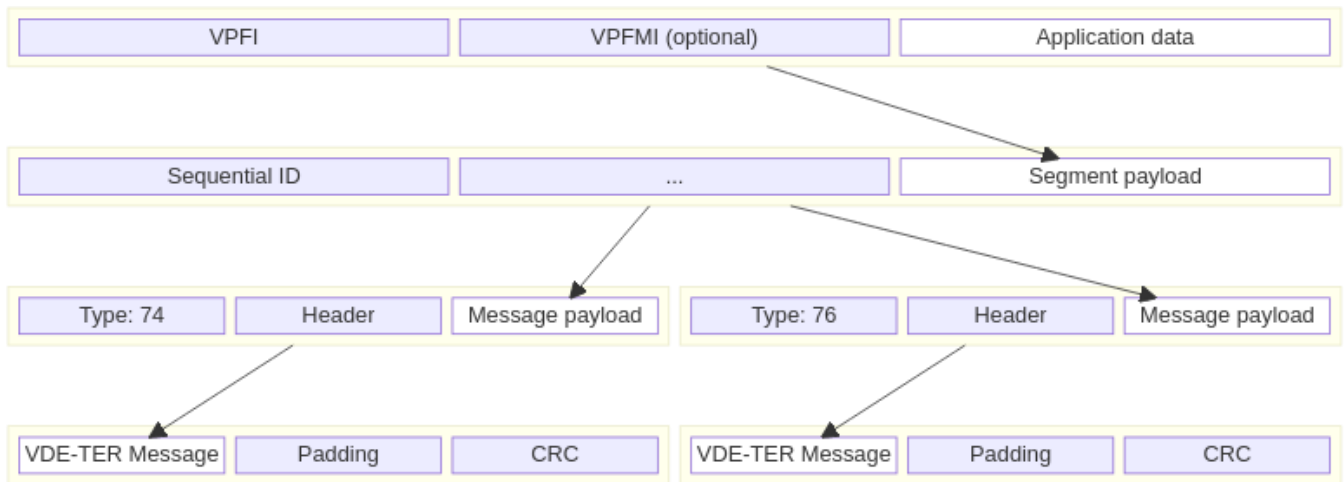 VPFI VPFMI (optional) Application data
Sequential ID ... Segment payload
Type: 74 Header Message payload Type: 76 Header Message payload
VDE-TER Message Padding CRC VDE-TER Message Padding CRC